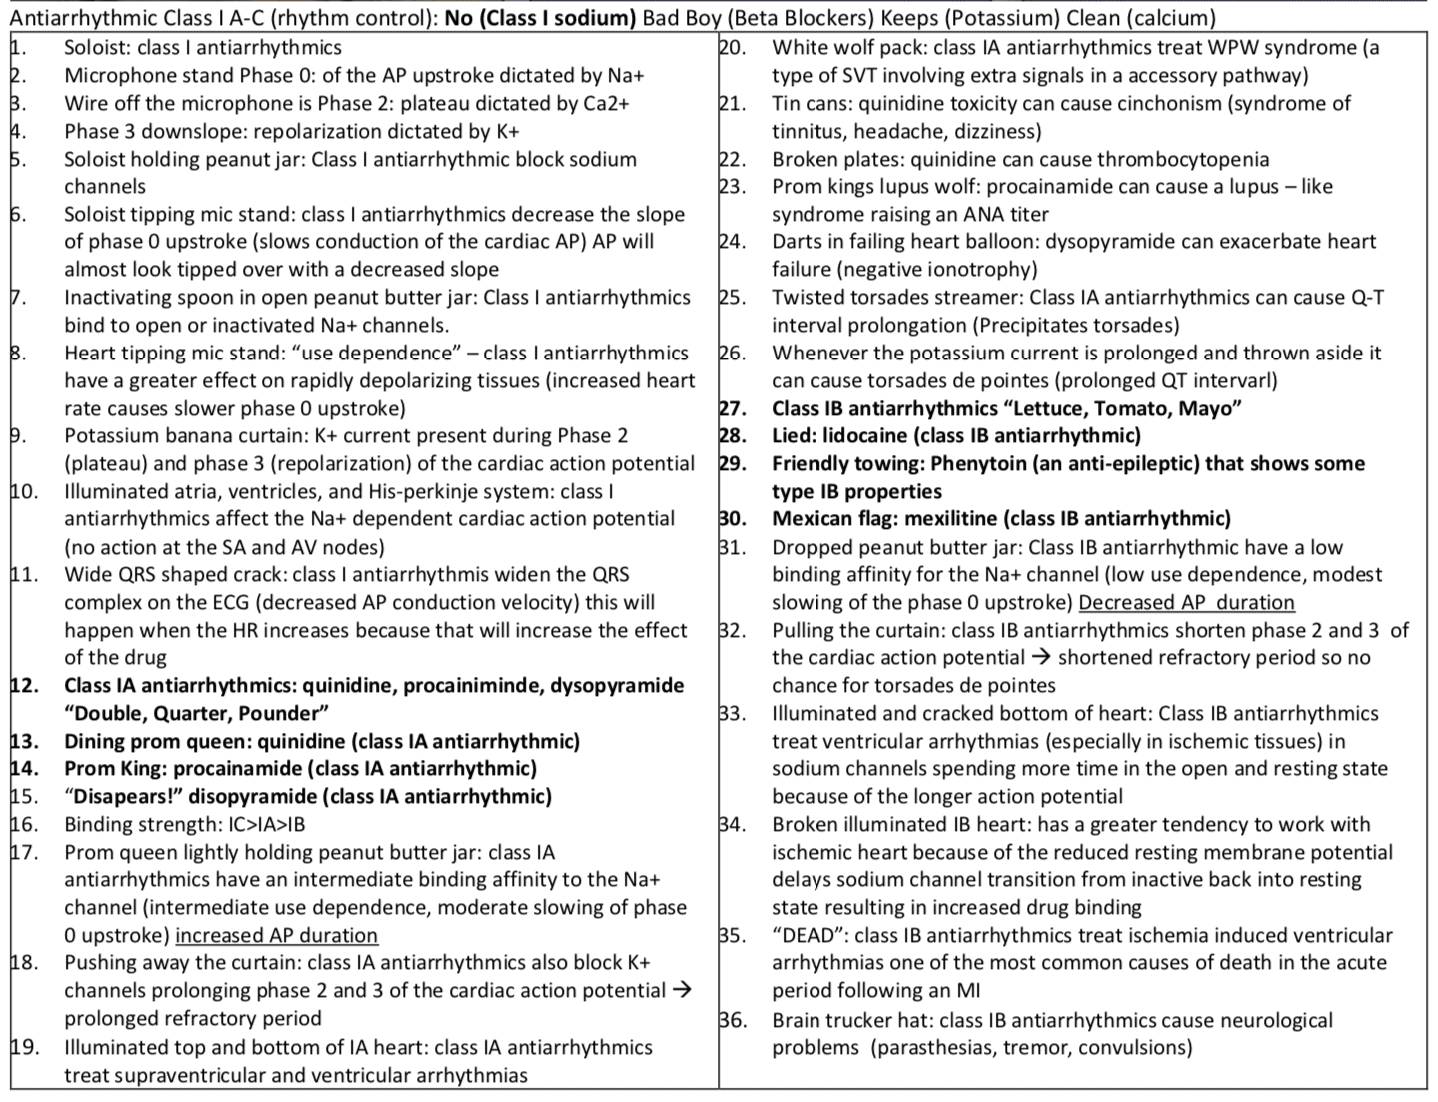 Antiarrhythmic Class I A-C (rhythm control): No (Class I sodium) Bad Boy (Beta Blockers) Keeps (Potassium) Clean (calcium)
1. Soloist: class I antiarrhythmics
2. Microphone stand Phase 0: of the AP upstroke dictated by Na+
3. Wire off the microphone is Phase 2: plateau dictated by Ca2+
4. Phase 3 downslope: repolarization dictated by K+
5. Soloist holding peanut jar: Class I antiarrhythmic block sodium
channels
6. Soloist tipping mic stand: class I antiarrhythmics decrease the slope
of phase 0 upstroke (slows conduction of the cardiac AP) AP will
almost look tipped over with a decreased slope
7. Inactivating spoon in open peanut butter jar: Class I antiarrhythmics
bind to open or inactivated Na+ channels.
8. Heart tipping mic stand: “use dependence” – class I antiarrhythmics
have a greater effect on rapidly depolarizing tissues (increased heart
rate causes slower phase 0 upstroke)
9. Potassium banana curtain: K+ current present during Phase 2
(plateau) and phase 3 (repolarization) of the cardiac action potential
10. Illuminated atria, ventricles, and His-perkinje system: class I
antiarrhythmics affect the Na+ dependent cardiac action potential
(no action at the SA and AV nodes)
11. Wide QRS shaped crack: class I antiarrhythmis widen the QRS
complex on the ECG (decreased AP conduction velocity) this will
happen when the HR increases because that will increase the effect
of the drug
12. Class IA antiarrhythmics: quinidine, procainiminde, dysopyramide
“Double, Quarter, Pounder”
13. Dining prom queen: quinidine (class IA antiarrhythmic)
14. Prom King: procainamide (class IA antiarrhythmic)
15. “Disapears!” disopyramide (class IA antiarrhythmic)
16. Binding strength: IC>IA>IB
17. Prom queen lightly holding peanut butter jar: class IA
antiarrhythmics have an intermediate binding affinity to the Na+
channel (intermediate use dependence, moderate slowing of phase
0 upstroke) increased AP duration
18. Pushing away the curtain: class IA antiarrhythmics also block K+
channels prolonging phase 2 and 3 of the cardiac action potential →
prolonged refractory period
19. Illuminated top and bottom of IA heart: class IA antiarrhythmics
treat supraventricular and ventricular arrhythmias
20. White wolf pack: class IA antiarrhythmics treat WPW syndrome (a
type of SVT involving extra signals in a accessory pathway)
21. Tin cans: quinidine toxicity can cause cinchonism (syndrome of
tinnitus, headache, dizziness)
22. Broken plates: quinidine can cause thrombocytopenia
23. Prom kings lupus wolf: procainamide can cause a lupus – like
syndrome raising an ANA titer
24. Darts in failing heart balloon: dysopyramide can exacerbate heart
failure (negative ionotrophy)
25. Twisted torsades streamer: Class IA antiarrhythmics can cause Q-T
interval prolongation (Precipitates torsades)
26. Whenever the potassium current is prolonged and thrown aside it
can cause torsades de pointes (prolonged QT intervarl)
27. Class IB antiarrhythmics “Lettuce, Tomato, Mayo”
28. Lied: lidocaine (class IB antiarrhythmic)
29. Friendly towing: Phenytoin (an anti-epileptic) that shows some
type IB properties
30. Mexican flag: mexilitine (class IB antiarrhythmic)
31. Dropped peanut butter jar: Class IB antiarrhythmic have a low
binding affinity for the Na+ channel (low use dependence, modest
slowing of the phase 0 upstroke) Decreased AP duration
32. Pulling the curtain: class IB antiarrhythmics shorten phase 2 and 3 of
the cardiac action potential → shortened refractory period so no
chance for torsades de pointes
33. Illuminated and cracked bottom of heart: Class IB antiarrhythmics
treat ventricular arrhythmias (especially in ischemic tissues) in
sodium channels spending more time in the open and resting state
because of the longer action potential
34. Broken illuminated IB heart: has a greater tendency to work with
ischemic heart because of the reduced resting membrane potential
delays sodium channel transition from inactive back into resting
state resulting in increased drug binding
35. “DEAD”: class IB antiarrhythmics treat ischemia induced ventricular
arrhythmias one of the most common causes of death in the acute
period following an MI
36. Brain trucker hat: class IB antiarrhythmics cause neurological
problems (parasthesias, tremor, convulsions)